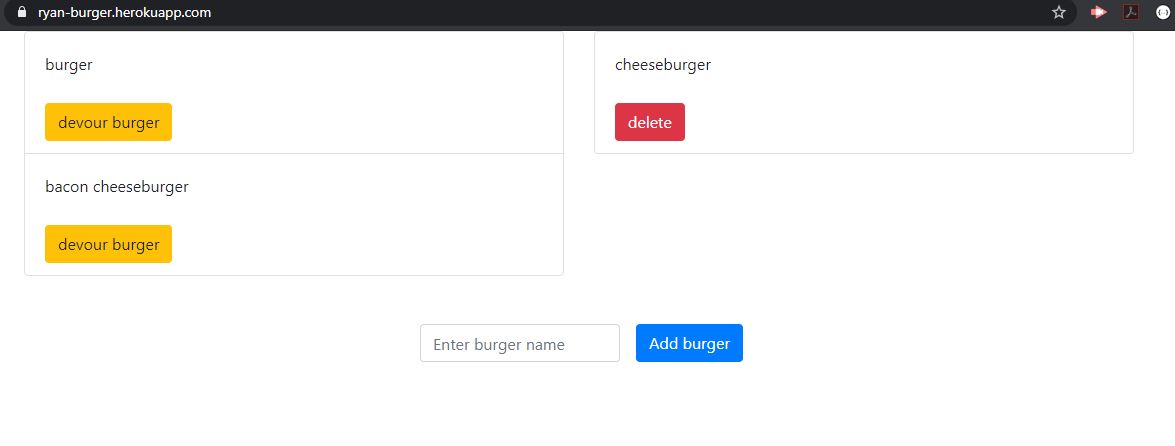 ryan-burger.herokuapp.com
burger
devour burger
bacon cheeseburger
devour burger
cheeseburger
delete
Enter burger name
Add burger